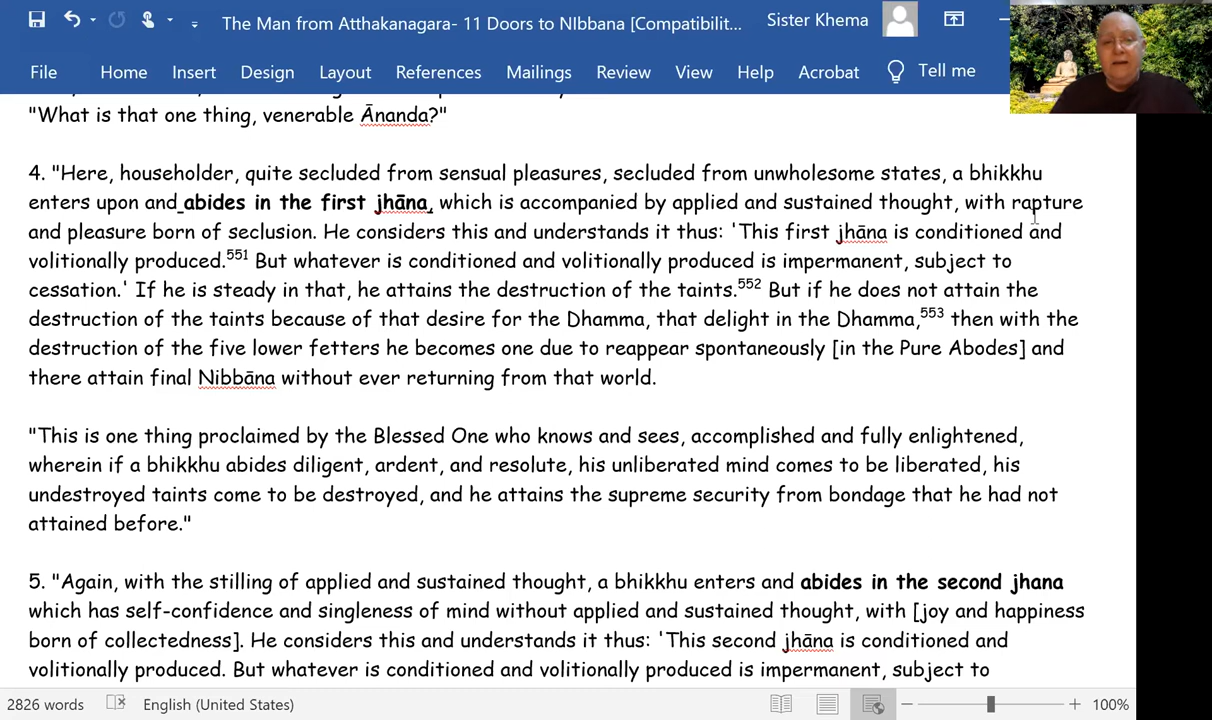 The Man from Atthakanagara- 11 Doors to NIbbana [Compatibilit... Sister Khema
File Home Insert Design Layout References Mailings Review View Help Acrobat Tell me
"What is that one thing, venerable Ānanda?"
4. "Here, householder, quite secluded from sensual pleasures, secluded from unwholesome states, a bhikkhu
enters upon and abides in the first jhāna, which is accompanied by applied and sustained thought, with rapture
and pleasure born of seclusion. He considers this and understands it thus: 'This first jhāna is conditioned and
volitionally produced.551 But whatever is conditioned and volitionally produced is impermanent, subject to
cessation.' If he is steady in that, he attains the destruction of the taints.552 But if he does not attain the
destruction of the taints because of that desire for the Dhamma, that delight in the Dhamma,553 then with the
destruction of the five lower fetters he becomes one due to reappear spontaneously [in the Pure Abodes] and
there attain final Nibbāna without ever returning from that world.
"This is one thing proclaimed by the Blessed One who knows and sees, accomplished and fully enlightened,
wherein if a bhikkhu abides diligent, ardent, and resolute, his unliberated mind comes to be liberated, his
undestroyed taints come to be destroyed, and he attains the supreme security from bondage that he had not
attained before."
5. "Again, with the stilling of applied and sustained thought, a bhikkhu enters and abides in the second jhana
which has self-confidence and singleness of mind without applied and sustained thought, with [joy and happiness
born of collectedness]. He considers this and understands it thus: 'This second jhāna is conditioned and
volitionally produced. But whatever is conditioned and volitionally produced is impermanent, subject to
2826 words English (United States) 100%